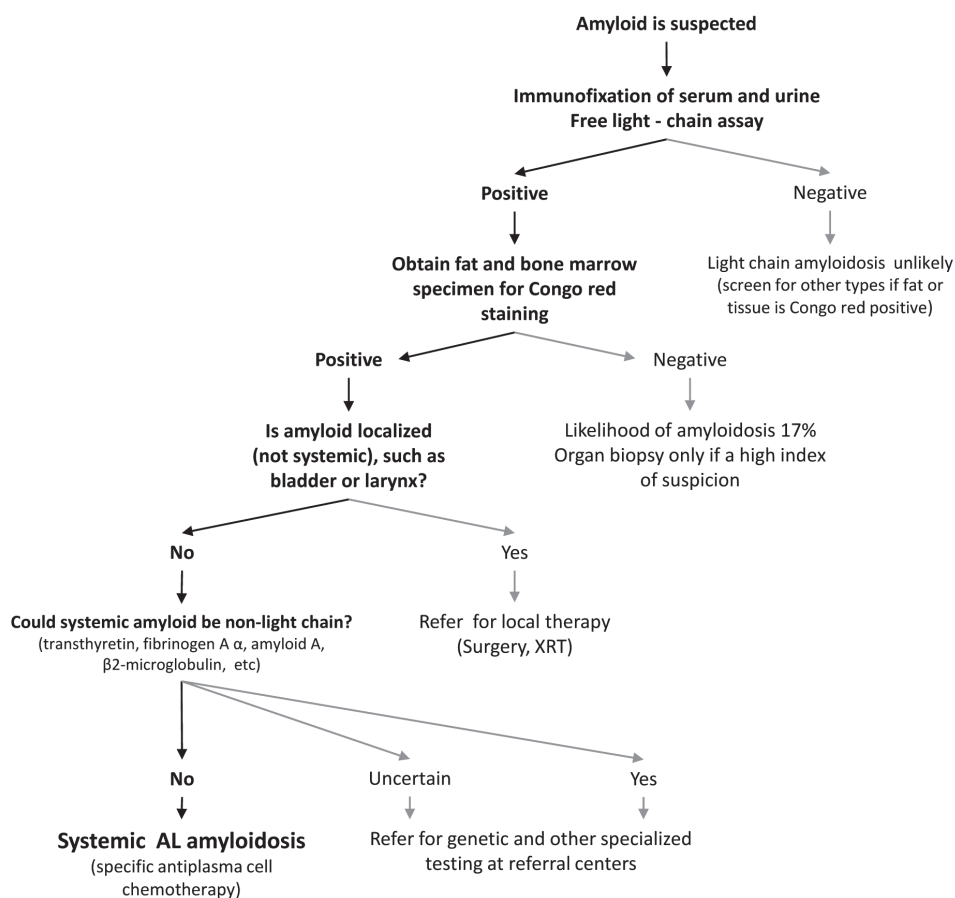 Amyloid is suspected
Immunofixation of serum and urine
Free light - chain assay
Positive
Negative
Obtain fat and bone marrow
specimen for Congo red
staining
Light chain amyloidosis unlikely
(screen for other types if fat or
tissue is Congo red positive)
Positive
Negative
Is amyloid localized
(not systemic), such as
bladder or larynx?
Likelihood of amyloidosis 17%
Organ biopsy only if a high index
of suspicion
No
Yes
Could systemic amyloid be non-light chain?
(transthyretin, fibrinogen A α, amyloid A,
β2-microglobulin, etc)
Refer for local therapy
(Surgery, XRT)
No
Uncertain
Yes
Systemic AL amyloidosis
(specific antiplasma cell
chemotherapy)
Refer for genetic and other specialized
testing at referral centers